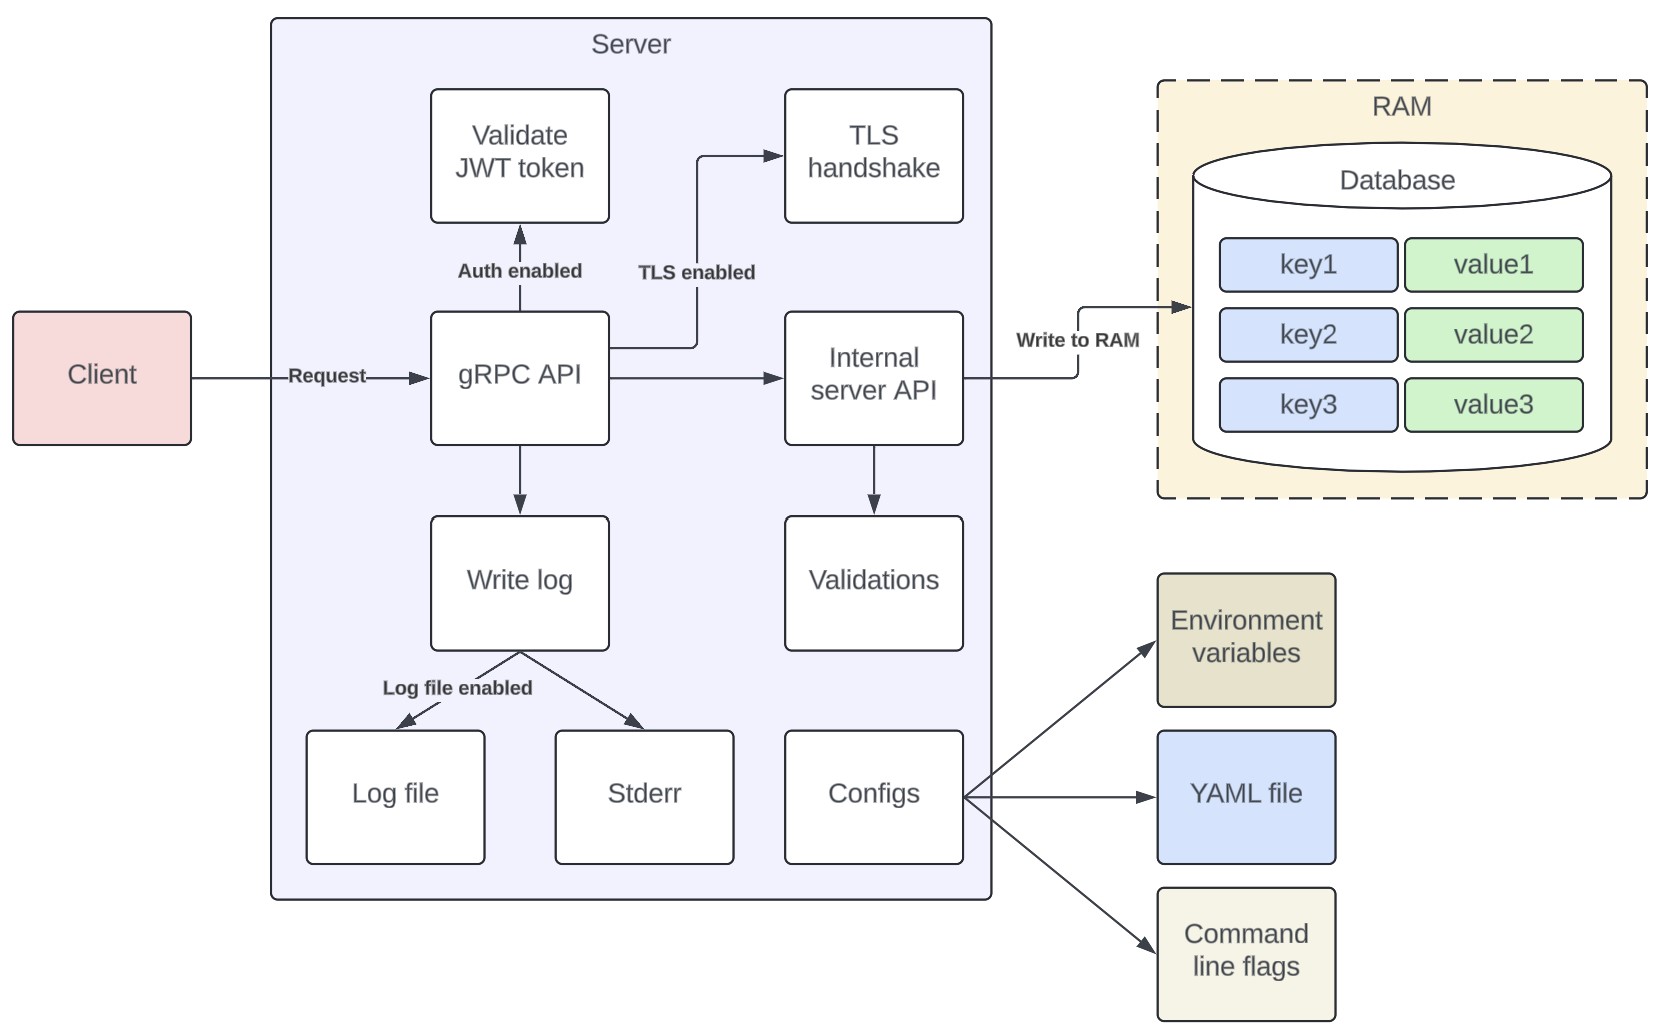 Server
RAM
Validate
JWT token
TLS
handshake
Database
key1
value1
key2
value2
key3
value3
Auth enabled
TLS enabled
Client
Request
gRPC API
Internal
server API
Write to RAM
Write log
Validations
Log file enabled
Log file
Stderr
Configs
Environment
variables
YAML file
Command
line flags